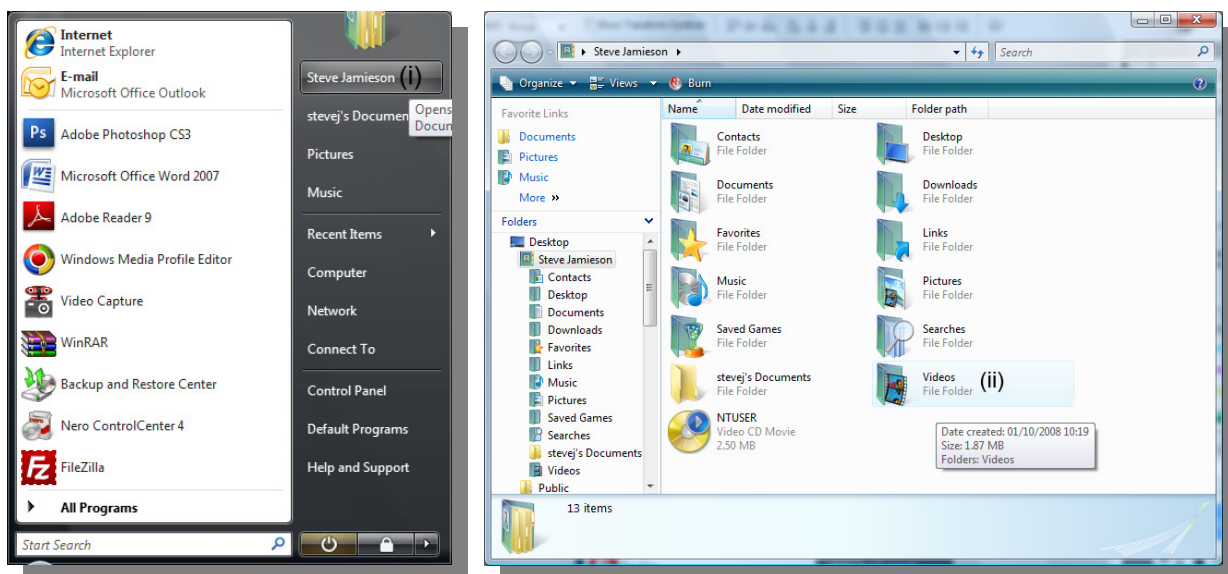 Internet
Internet Explorer
E-mail
Microsoft Office Outlook
Ps
Adobe Photoshop CS3
Microsoft Office Word 2007
Adobe Reader 9
Windows Media Profile Editor
Video Capture
WinRAR
Backup and Restore Center
Nero ControlCenter 4
Fz
FileZilla
All Programs
Start Search
Steve Jamieson (i)
stevej's Documen
Opens
Docun
Pictures
Music
Recent Items
Computer
Network
Connect To
Control Panel
Default Programs
Help and Support
Steve Jamieson
Search
Organize
Views
Burn
Favorite Links
Documents
Pictures
Music
More »
Folders
Desktop
Steve Jamieson
Contacts
Desktop
Documents
Downloads
Favorites
Links
Music
Pictures
Saved Games
Searches
stevej's Documents
Videos
Public
Name Date modified Size Folder path
Contacts
File Folder
Desktop
File Folder
Documents
File Folder
Downloads
File Folder
Favorites
File Folder
Links
File Folder
Music
File Folder
Pictures
File Folder
Saved Games
File Folder
Searches
File Folder
stevej's Documents
File Folder
Videos
File Folder (ii)
NTUSER
Video CD Movie
2.50 MB
Date created: 01/10/2008 10:19
Size: 1.87 MB
Folders: Videos
13 items